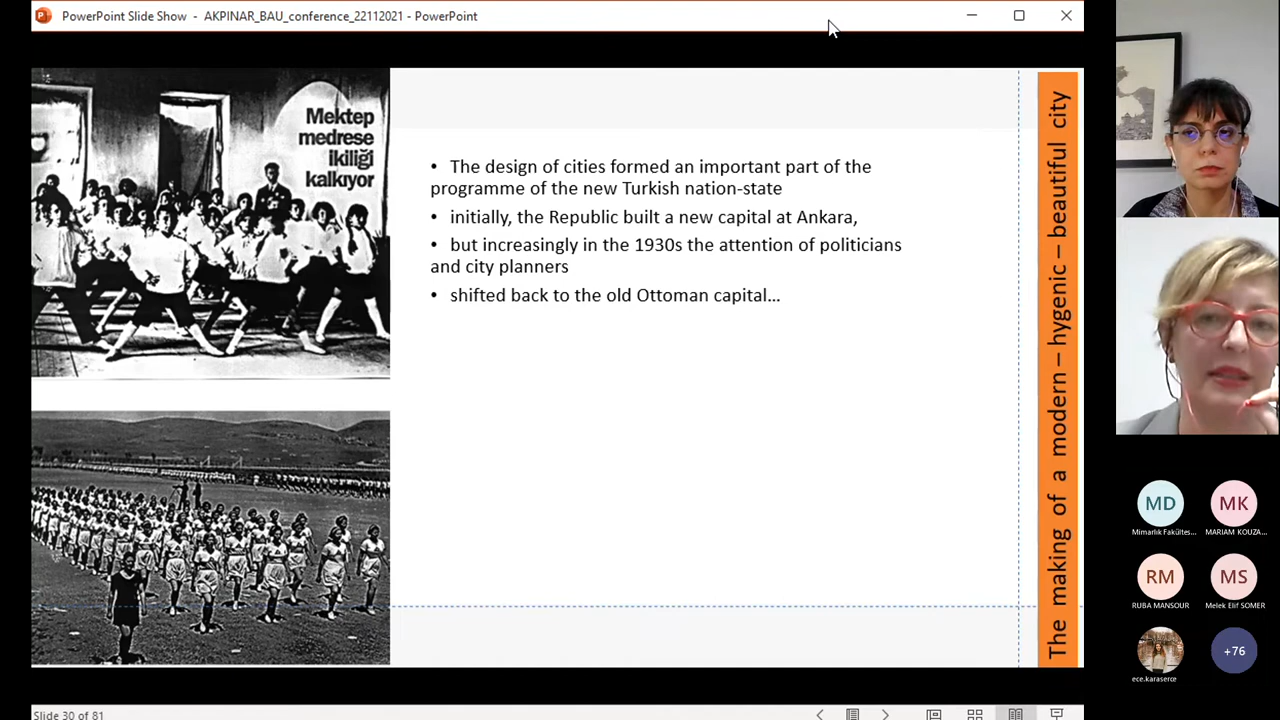 PowerPoint Slide Show - AKPINAR_BAU_conference_22112021 - PowerPoint
Mektep
medrese
ikiliği
kalkıyor
• The design of cities formed an important part of the
programme of the new Turkish nation-state
• initially, the Republic built a new capital at Ankara,
• but increasingly in the 1930s the attention of politicians
and city planners
• shifted back to the old Ottoman capital...
The making of a modern – hygenic – beautiful city
MD
Mimarlık Fakültes...
MK
MARIAM KOUZA...
RM
RUBA MANSOUR
MS
Melek Elif SOMER
ece.karaserce
+76
Slide 30 of 81